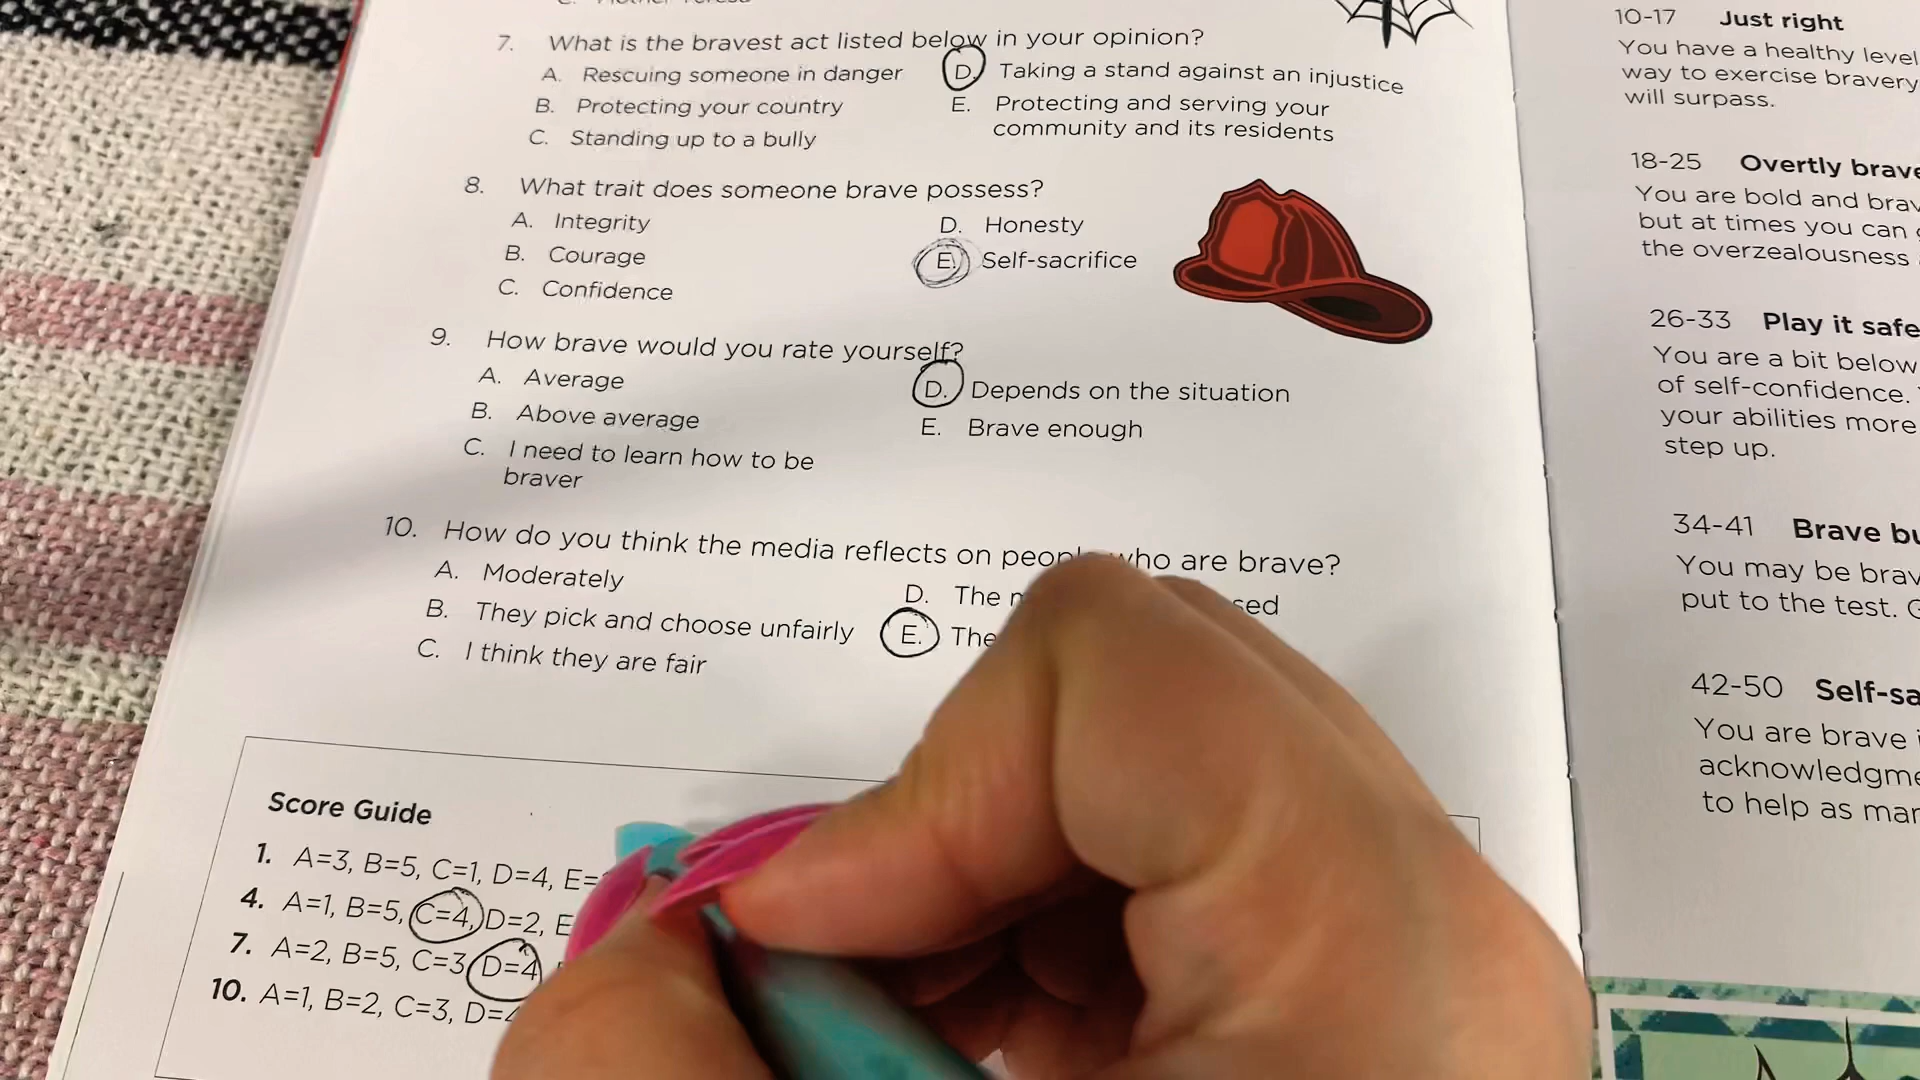 7. What is the bravest act listed below in your opinion?
A. Rescuing someone in danger
B. Protecting your country
C. Standing up to a bully
D. Taking a stand against an injustice
E. Protecting and serving your
community and its residents
8. What trait does someone brave possess?
A. Integrity
B. Courage
C. Confidence
D. Honesty
E. Self-sacrifice
9. How brave would you rate yourself?
A. Average
B. Above average
C. I need to learn how to be
braver
D. Depends on the situation
E. Brave enough
10. How do you think the media reflects on people who are brave?
A. Moderately
B. They pick and choose unfairly
C. I think they are fair
D. The
E. The
Score Guide
1. A=3, B=5, C=1, D=4, E=
4. A=1, B=5, C=4, D=2, E
7. A=2, B=5, C=3, D=4
10. A=1, B=2, C=3, D=4
10-17 Just right
You have a healthy level
way to exercise bravery
will surpass.
18-25 Overtly brave
You are bold and brav
but at times you can
the overzealousness
26-33 Play it safe
You are a bit below
of self-confidence.
your abilities more
step up.
34-41 Brave bu
You may be brav
put to the test.
42-50 Self-sa
You are brave
acknowledgme
to help as mar